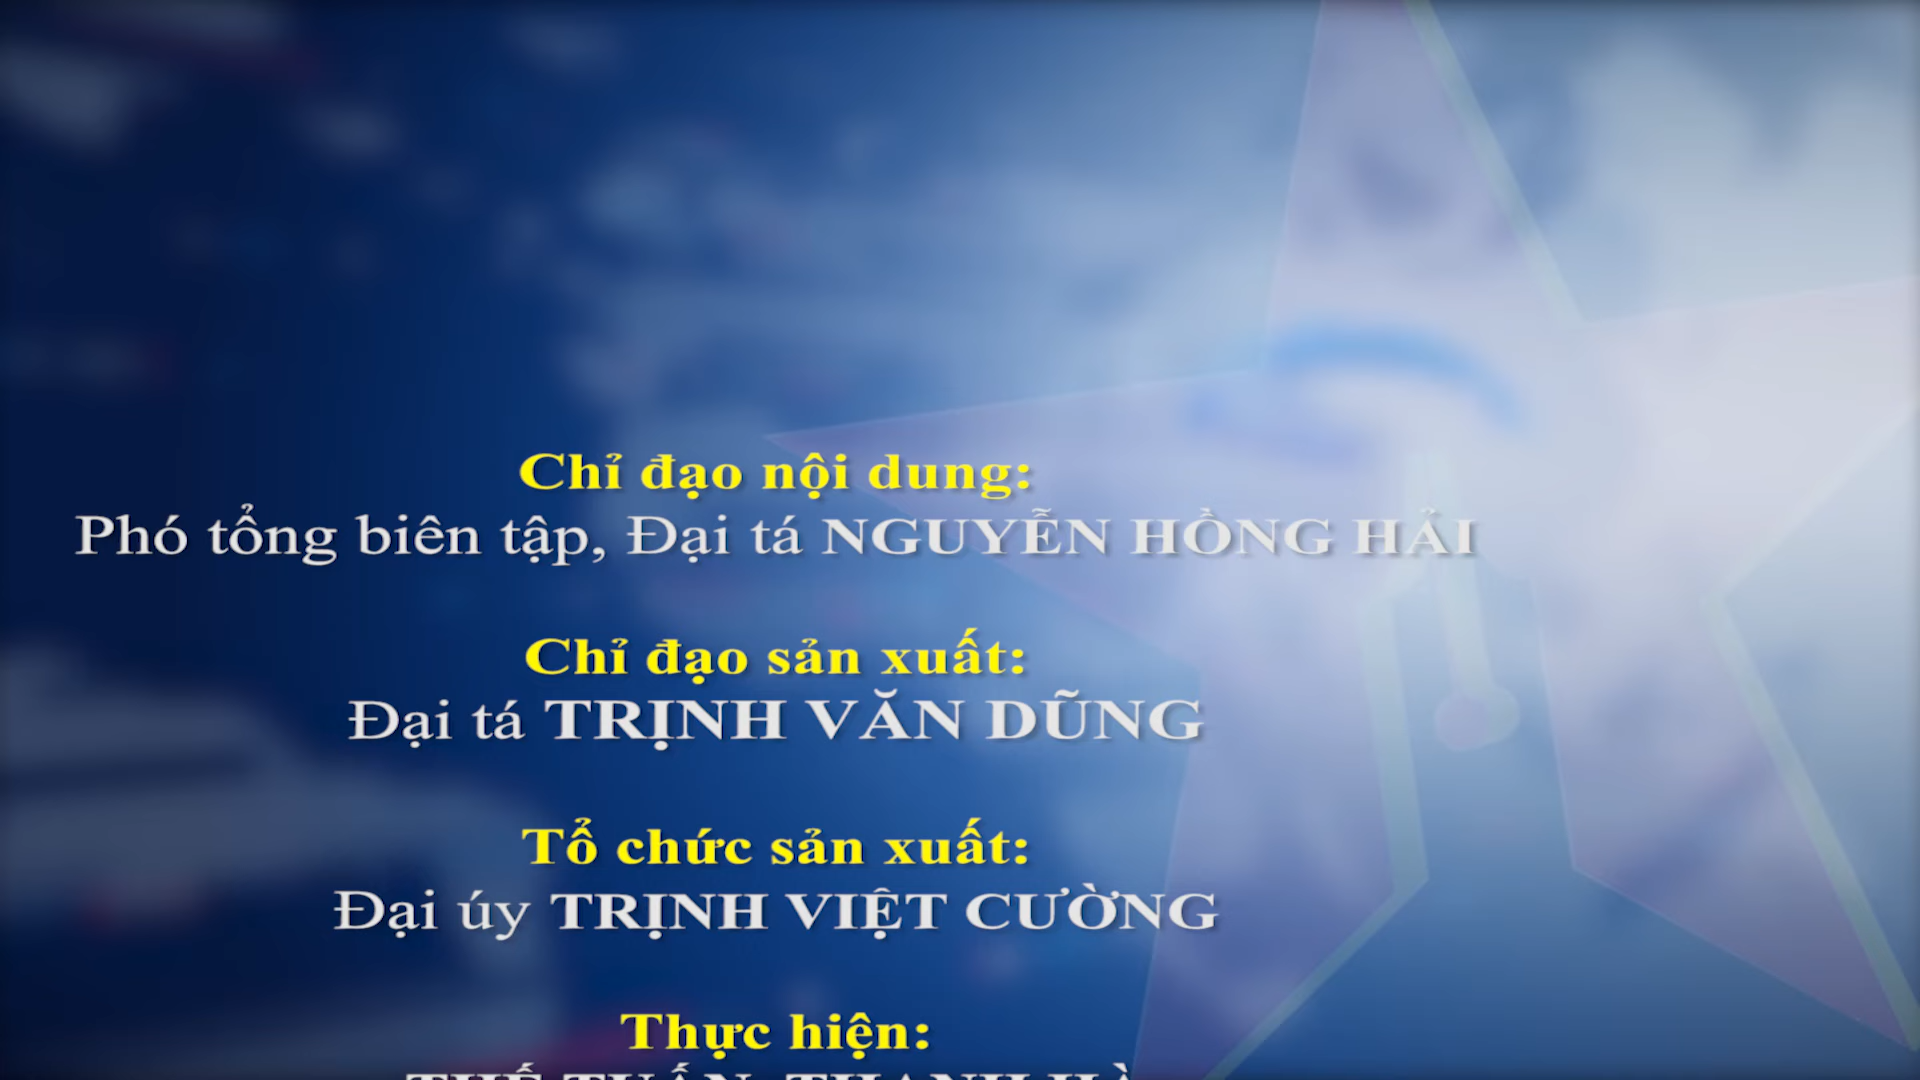 Chỉ đạo nội dung:
Phó tổng biên tập, Đại tá NGUYỄN HỒNG HẢI
Chỉ đạo sản xuất:
Đại tá TRỊNH VĂN DŨNG
Tổ chức sản xuất:
Đại úy TRỊNH VIỆT CƯỜNG
Thực hiện: